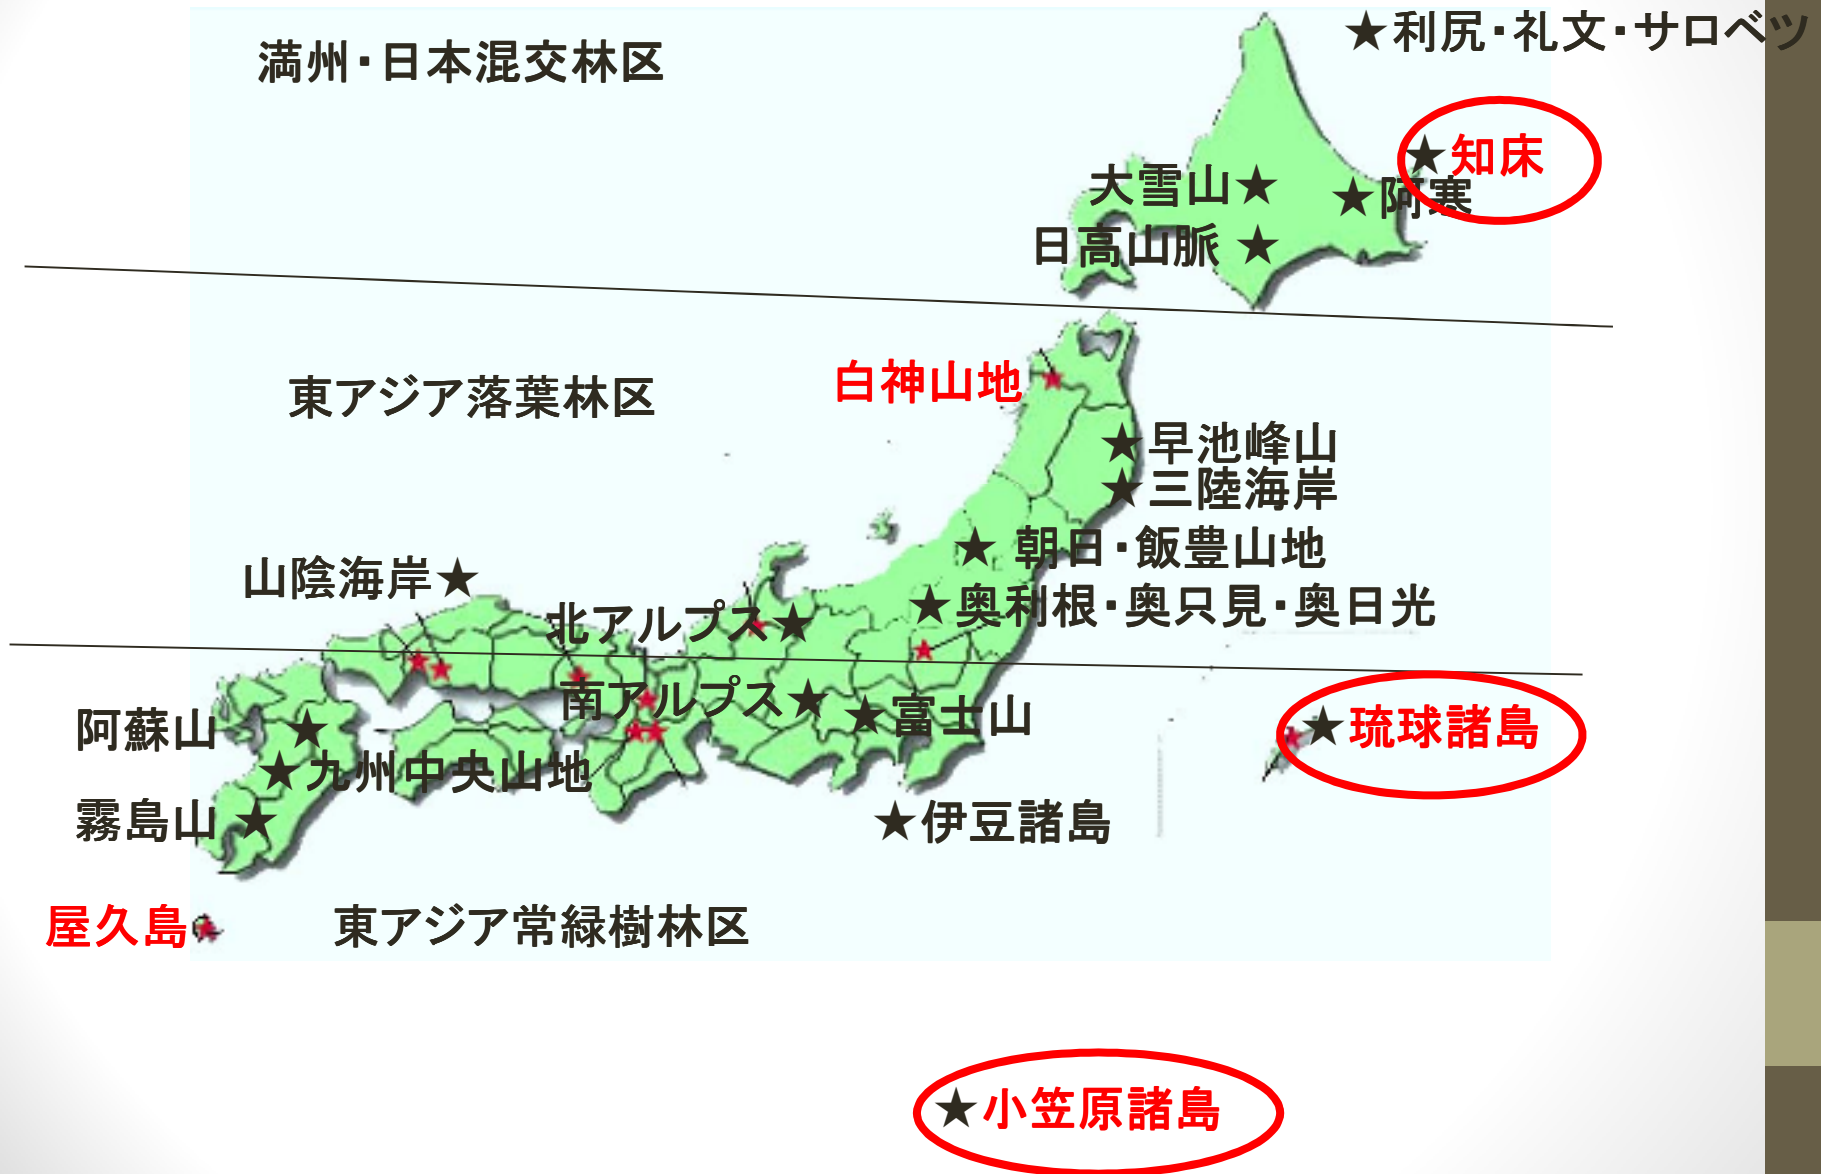 ★利尻・礼文・サロベツ
満州・日本混交林区
★知床
大雪山★
★阿寒
日高山脈 ★
白神山地
東アジア落葉林区
★早池峰山
★三陸海岸
★ 朝日・飯豊山地
山陰海岸★
★奥利根・奥只見・奥日光
北アルプス★
南アルプス★
★富士山
★琉球諸島
阿蘇山 ★
★九州中央山地
霧島山 ★
★伊豆諸島
屋久島
東アジア常緑樹林区
★小笠原諸島